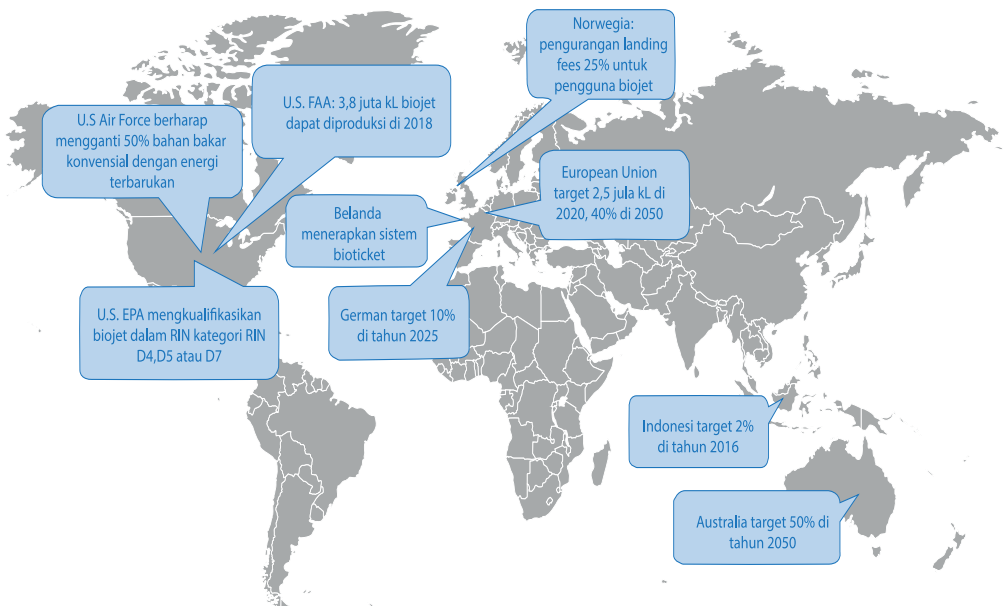 Norwegia:
pengurangan landing
fees 25% untuk
pengguna biojet
U.S. FAA: 3,8 juta kL biojet
dapat diproduksi di 2018
U.S Air Force berharap
mengganti 50% bahan bakar
konvensial dengan energi
terbarukan
European Union
target 2,5 jula kL di
2020, 40% di 2050
Belanda
menerapkan sistem
bioticket
U.S. EPA mengkualifikasikan
biojet dalam RIN kategori RIN
D4,D5 atau D7
German target 10%
di tahun 2025
Indonesi target 2%
di tahun 2016
Australia target 50% di
tahun 2050